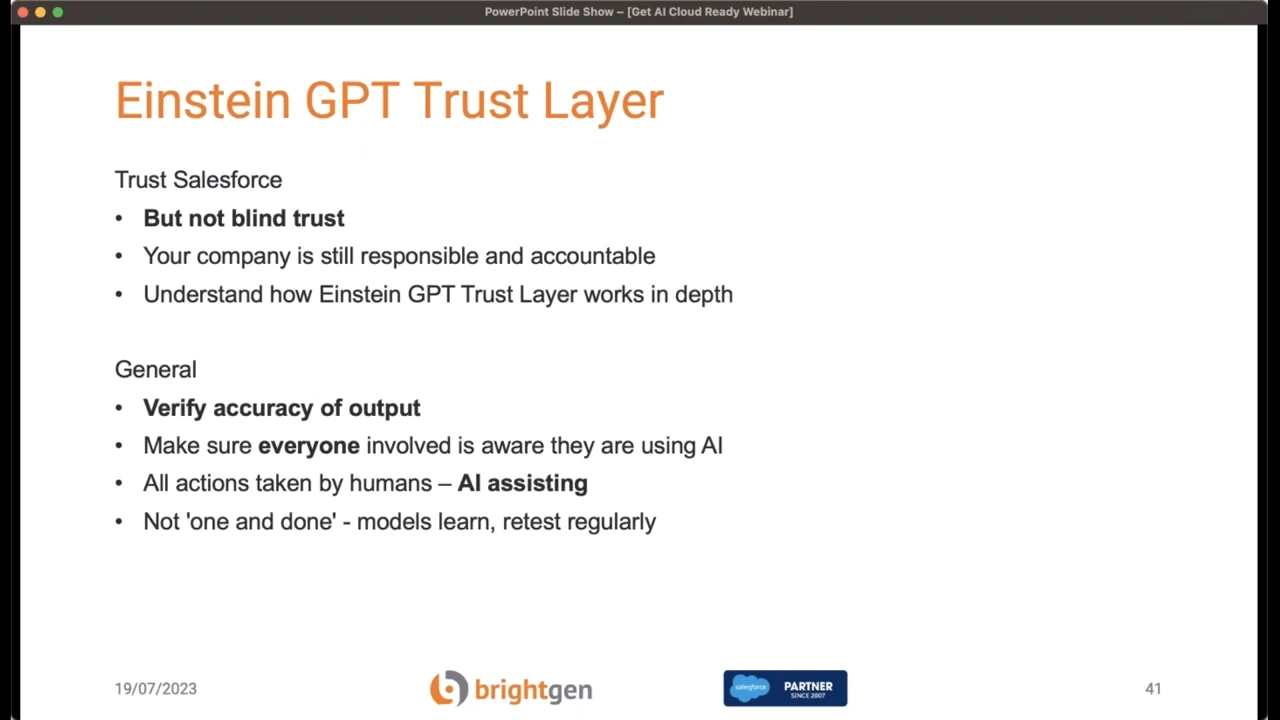 PowerPoint Slide Show – [Get AI Cloud Ready Webinar]
Einstein GPT Trust Layer
Trust Salesforce
• But not blind trust
• Your company is still responsible and accountable
• Understand how Einstein GPT Trust Layer works in depth
General
• Verify accuracy of output
• Make sure everyone involved is aware they are using AI
• All actions taken by humans – AI assisting
• Not 'one and done' - models learn, retest regularly
19/07/2023
brightgen
salesforce
PARTNER
SINCE 2007
41